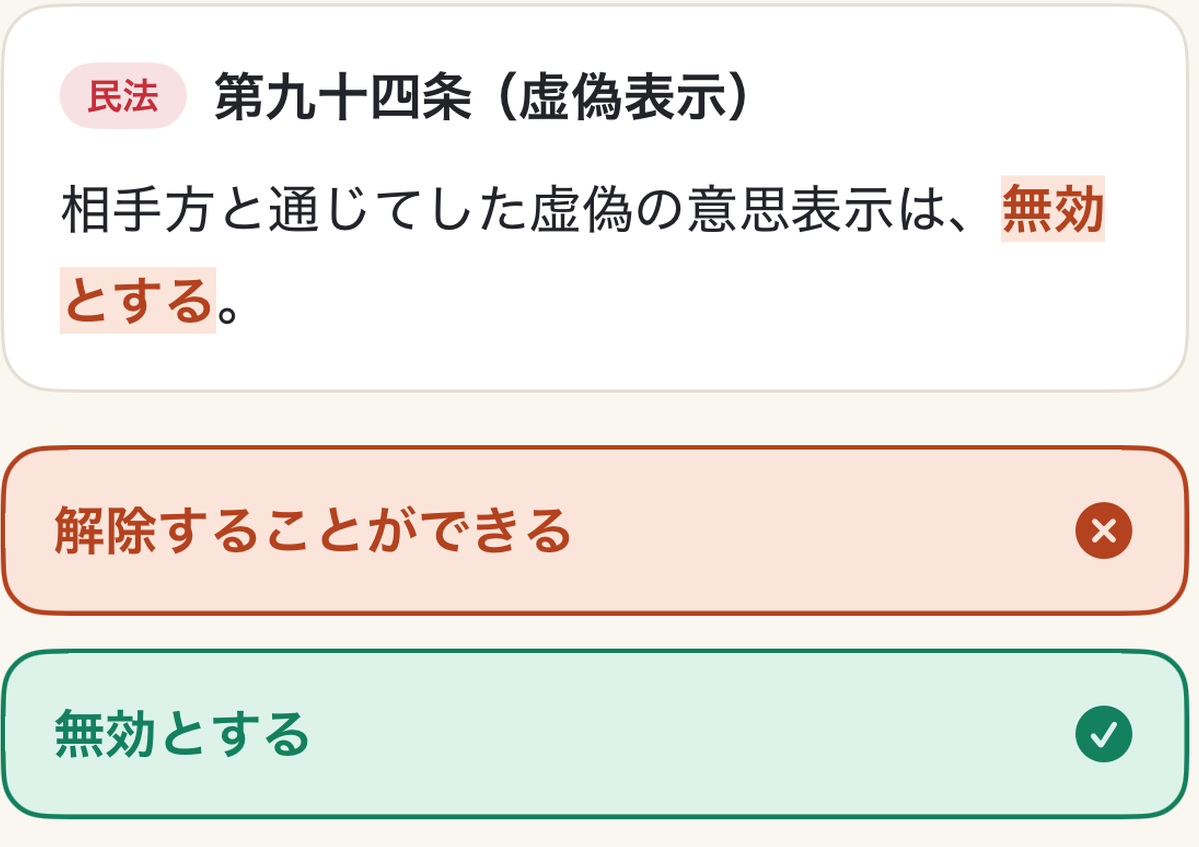 民法 第九十四条（虚偽表示）
相手方と通じてした虚偽の意思表示は、無効
とする。
解除することができる
無効とする